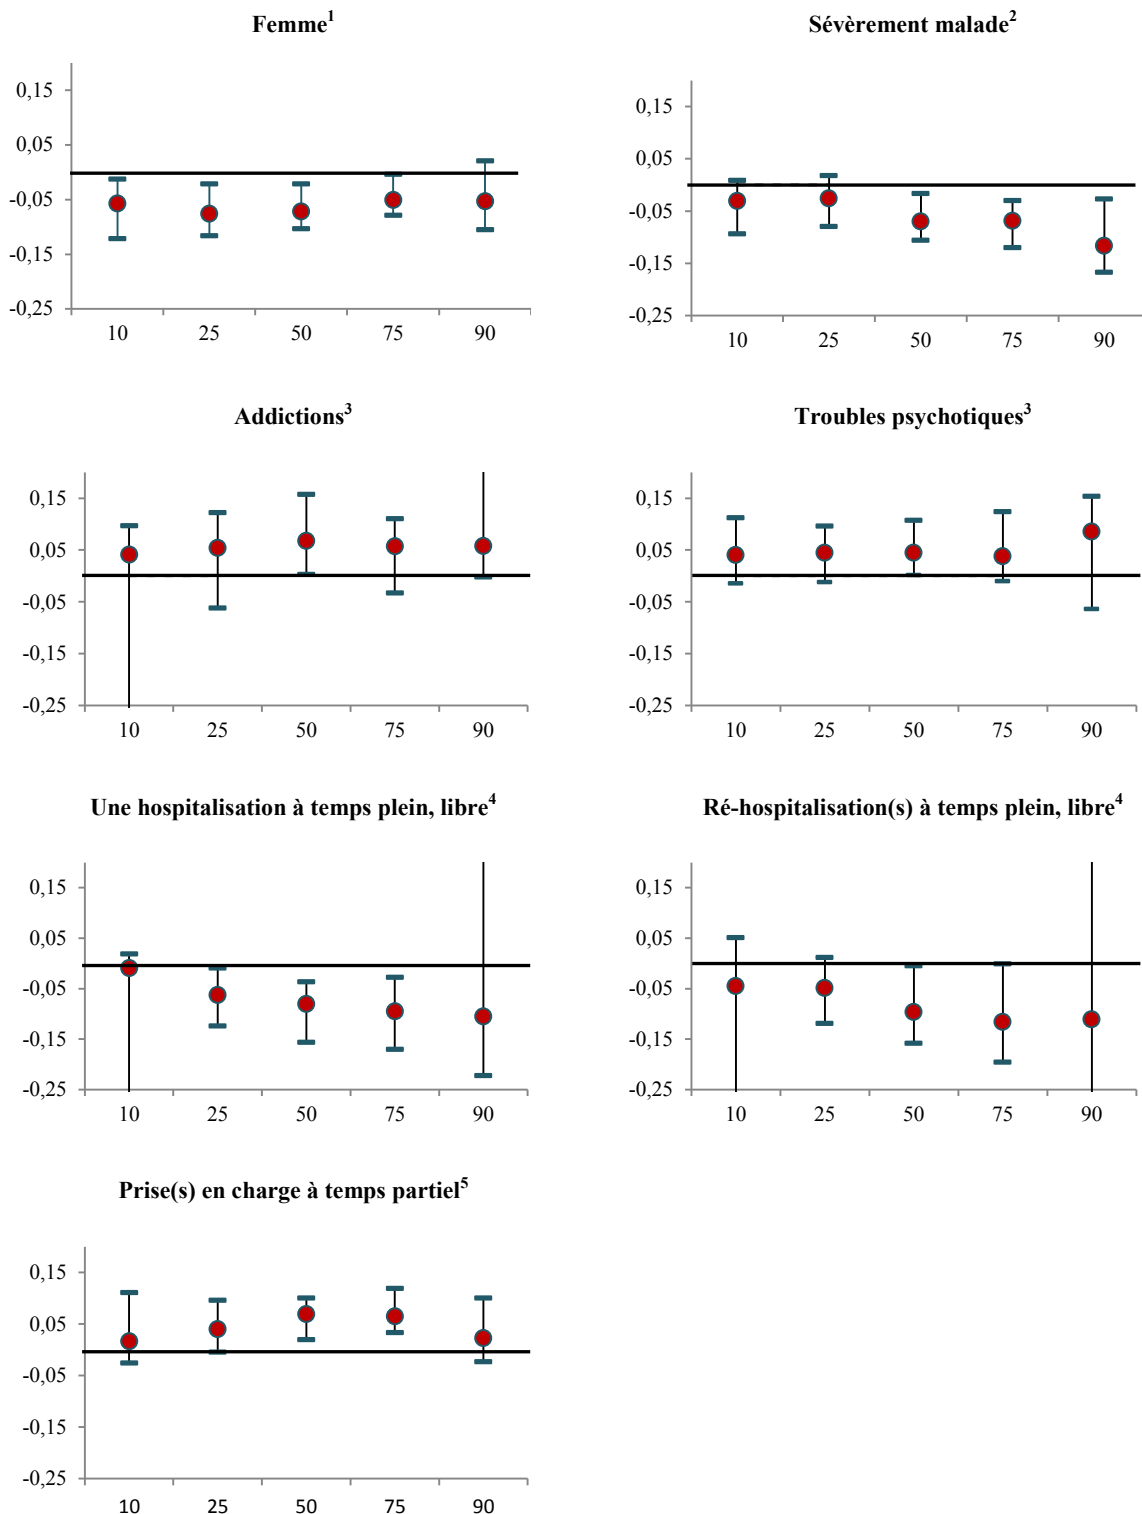 Femme¹
0,15
0,05
-0,05
-0,15
-0,25
10 25 50 75 90
Sévèrement malade²
0,15
0,05
-0,05
-0,15
-0,25
10 25 50 75 90
Addictions³
0,15
0,05
-0,05
-0,15
-0,25
10 25 50 75 90
Troubles psychotiques³
0,15
0,05
-0,05
-0,15
-0,25
10 25 50 75 90
Une hospitalisation à temps plein, libre⁴
0,15
0,05
-0,05
-0,15
-0,25
10 25 50 75 90
Ré-hospitalisation(s) à temps plein, libre⁴
0,15
0,05
-0,05
-0,15
-0,25
10 25 50 75 90
Prise(s) en charge à temps partiel⁵
0,15
0,05
-0,05
-0,15
-0,25
10 25 50 75 90